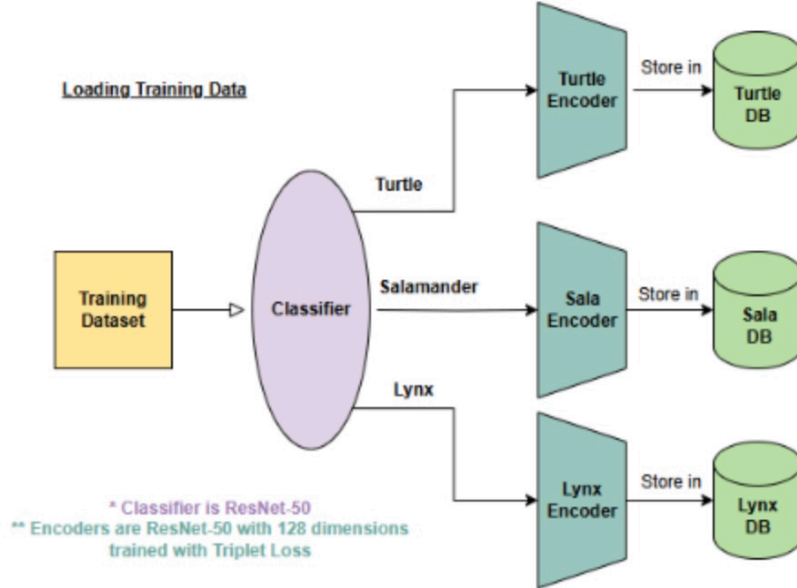 Loading Training Data
Turtle
Encoder
Store in
Turtle
DB
Turtle
Training
Dataset
Classifier
Salamander
Sala
Encoder
Store in
Sala
DB
Lynx
Lynx
Encoder
Store in
Lynx
DB
* Classifier is ResNet-50
** Encoders are ResNet-50 with 128 dimensions
trained with Triplet Loss